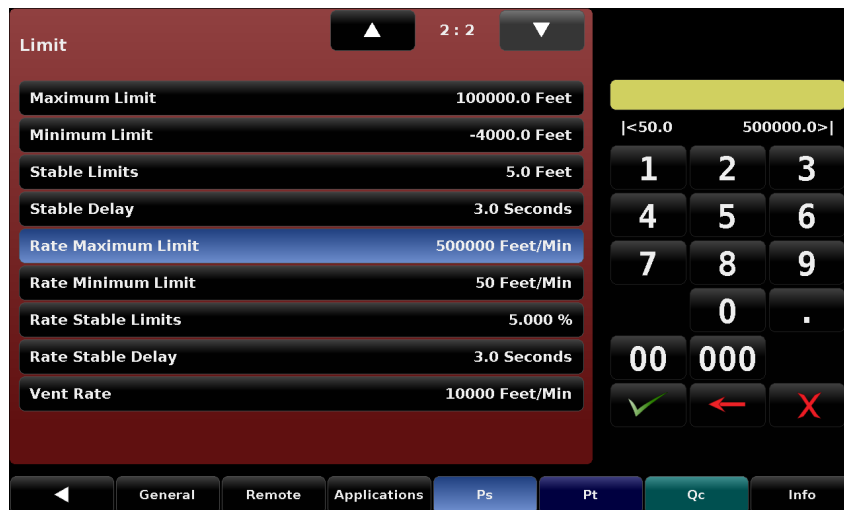 Limit
2 : 2
Maximum Limit 100000.0 Feet
Minimum Limit -4000.0 Feet
Stable Limits 5.0 Feet
Stable Delay 3.0 Seconds
Rate Maximum Limit 500000 Feet/Min
Rate Minimum Limit 50 Feet/Min
Rate Stable Limits 5.000 %
Rate Stable Delay 3.0 Seconds
Vent Rate 10000 Feet/Min
|<50.0 500000.0>|
1 2 3
4 5 6
7 8 9
0 .
00 000
X
General Remote Applications Ps Pt Qc Info